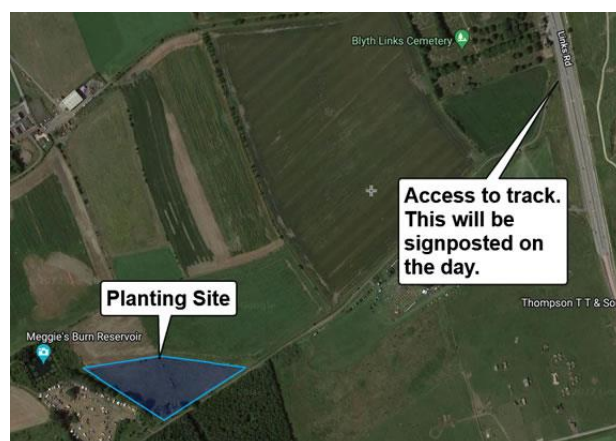 Blyth Links Cemetery
Links Rd
Access to track.
This will be
signposted on
the day.
Planting Site
Thompson T T & So
Meggie's Burn Reservoir